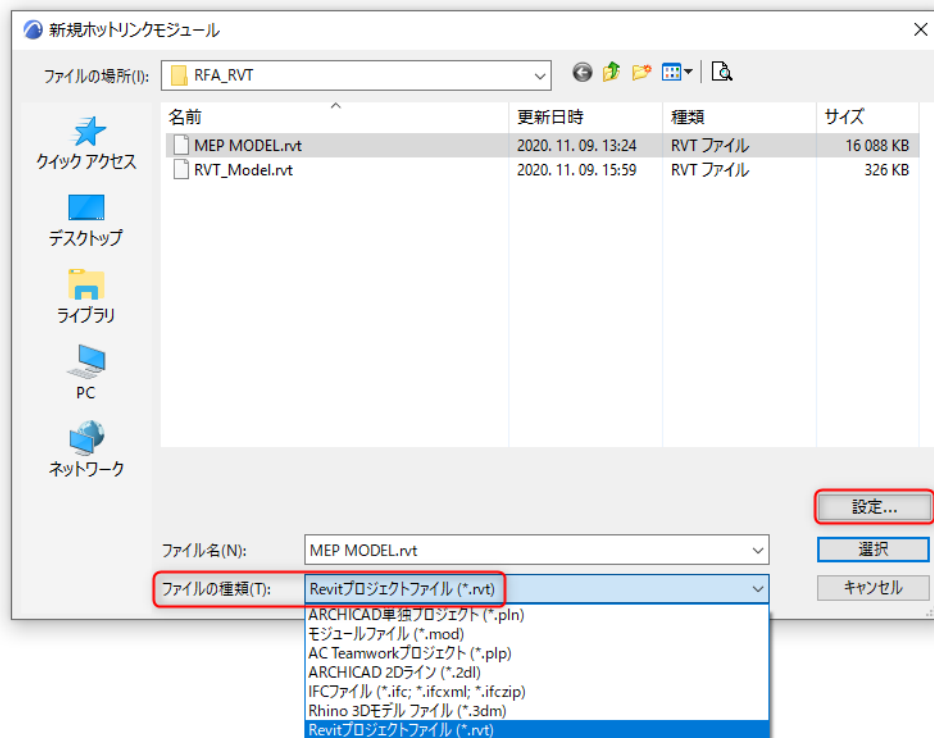 新規ホットリンクモジュール
ファイルの場所(I): RFA_RVT
名前 更新日時 種類 サイズ
MEP MODEL.rvt 2020. 11. 09. 13:24 RVT ファイル 16 088 KB
RVT_Model.rvt 2020. 11. 09. 15:59 RVT ファイル 326 KB
クイック アクセス
デスクトップ
ライブラリ
PC
ネットワーク
設定...
ファイル名(N): MEP MODEL.rvt 選択
ファイルの種類(T): Revitプロジェクトファイル (*.rvt) キャンセル
ARCHICAD単独プロジェクト (*.pln)
モジュールファイル (*.mod)
AC Teamworkプロジェクト (*.plp)
ARCHICAD 2Dライン (*.2dl)
IFCファイル (*.ifc; *.ifcxml; *.ifczip)
Rhino 3Dモデル ファイル (*.3dm)
Revitプロジェクトファイル (*.rvt)